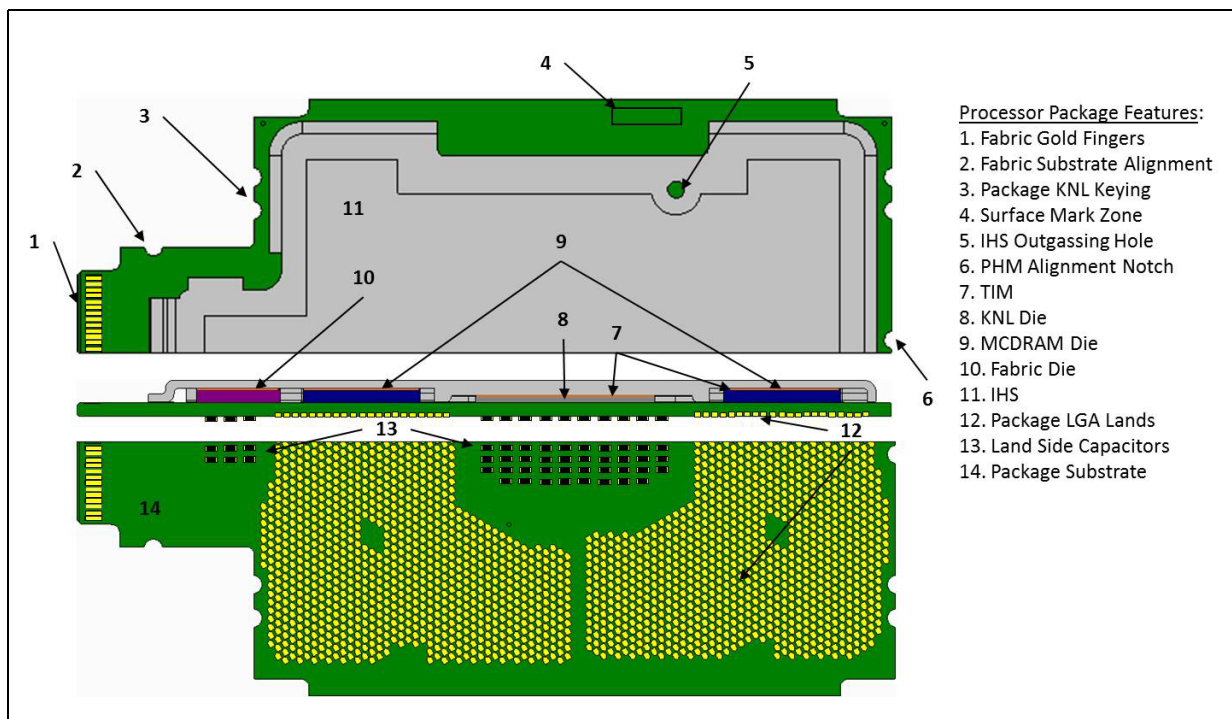 4
5
3
2
1
11
9
10
8
7
6
13
12
14
Processor Package Features:
1. Fabric Gold Fingers
2. Fabric Substrate Alignment
3. Package KNL Keying
4. Surface Mark Zone
5. IHS Outgassing Hole
6. PHM Alignment Notch
7. TIM
8. KNL Die
9. MCDRAM Die
10. Fabric Die
11. IHS
12. Package LGA Lands
13. Land Side Capacitors
14. Package Substrate